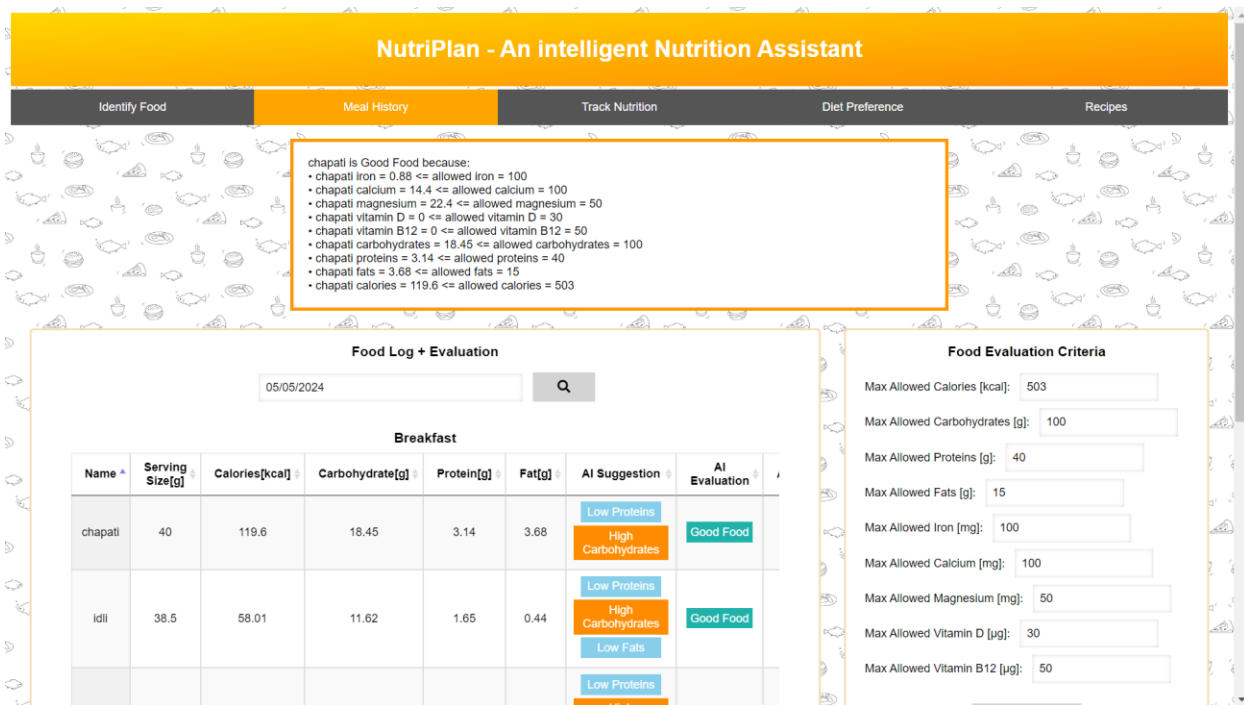 NutriPlan - An intelligent Nutrition Assistant
Identify Food
Meal History
Track Nutrition
Diet Preference
Recipes
chapati is Good Food because:
• chapati iron = 0.88 <= allowed iron = 100
• chapati calcium = 14.4 <= allowed calcium = 100
• chapati magnesium = 22.4 <= allowed magnesium = 50
• chapati vitamin D = 0 <= allowed vitamin D = 30
• chapati vitamin B12 = 0 <= allowed vitamin B12 = 50
• chapati carbohydrates = 18.45 <= allowed carbohydrates = 100
• chapati proteins = 3.14 <= allowed proteins = 40
• chapati fats = 3.68 <= allowed fats = 15
• chapati calories = 119.6 <= allowed calories = 503
Food Log + Evaluation
05/05/2024
Breakfast
Name Serving Size[g] Calories[kcal] Carbohydrate[g] Protein[g] Fat[g] AI Suggestion AI Evaluation
chapati 40 119.6 18.45 3.14 3.68 Low Proteins High Carbohydrates Good Food
idli 38.5 58.01 11.62 1.65 0.44 Low Proteins High Carbohydrates Low Fats Good Food
Low Proteins
Food Evaluation Criteria
Max Allowed Calories [kcal]: 503
Max Allowed Carbohydrates [g]: 100
Max Allowed Proteins [g]: 40
Max Allowed Fats [g]: 15
Max Allowed Iron [mg]: 100
Max Allowed Calcium [mg]: 100
Max Allowed Magnesium [mg]: 50
Max Allowed Vitamin D [µg]: 30
Max Allowed Vitamin B12 [µg]: 50